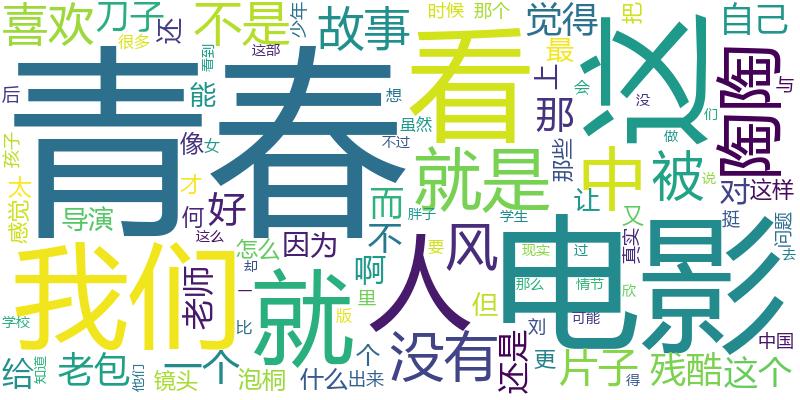 喜欢
刀子
还
不是
少年
故事
时候
那个
觉得
把
自己
很多
看到
这部
看
最
这
陶陶
后
青春
能
想
上
那
会
没
与
们
孩子
像
女
虽然
不过
做
那些
太
才
就是
中
被
说
感觉
导演
何
好
而
胖子
学生
让
对
这样
又
挺
我们
这么
怎么
因为
不
啊
要
人
风
电影
现实
过
真实
问题
去
却
老师
就
里
但
那么
情节
欣
一
学校
比
版
没有
还是
刘
可能
中国
给
知道
老包
他们
一个
镜头
泡桐
什么
个
出来
更
片子
得
残酷
这个